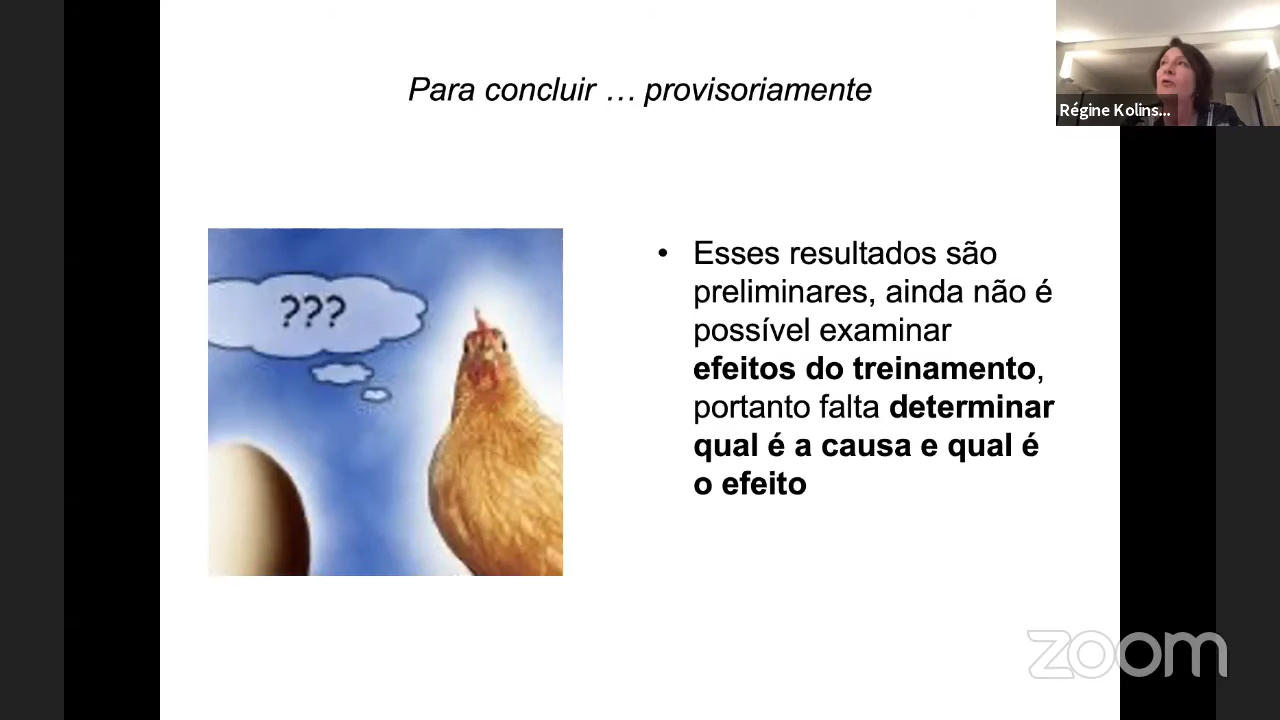 Para concluir … provisoriamente
Régine Kolins...
???
• Esses resultados são
preliminares, ainda não é
possível examinar
efeitos do treinamento,
portanto falta determinar
qual é a causa e qual é
o efeito
zoom